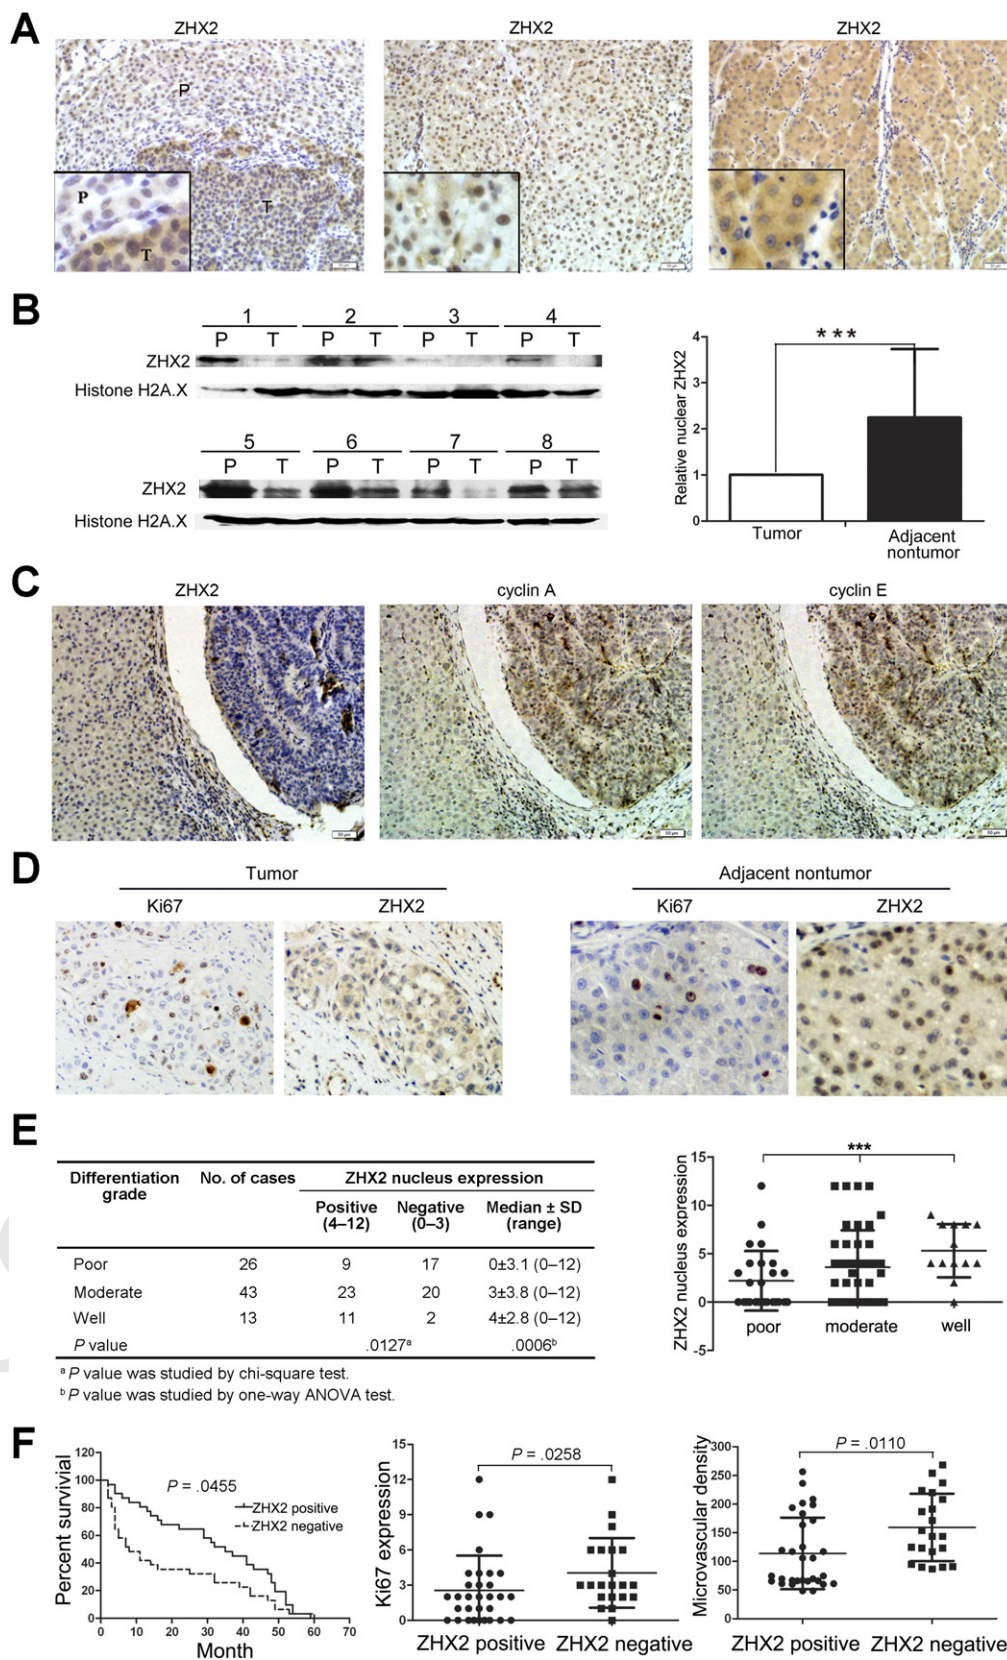 A
ZHX2 ZHX2 ZHX2
P
T
P
T
B
1 2 3 4
P T P T P T P T
ZHX2
Histone H2A.X
5 6 7 8
P T P T P T P T
ZHX2
Histone H2A.X
***
Relative nuclear ZHX2
4
3
2
1
0
Tumor Adjacent
nontumor
C
ZHX2 cyclin A cyclin E
50 µm
D
Tumor Adjacent nontumor
Ki67 ZHX2 Ki67 ZHX2
E
Differentiation grade No. of cases ZHX2 nucleus expression
Positive (4–12) Negative (0–3) Median ± SD (range)
Poor 26 9 17 0±3.1 (0–12)
Moderate 43 23 20 3±3.8 (0–12)
Well 13 11 2 4±2.8 (0–12)
P value .0127ᵃ .0006ᵇ
ᵃ P value was studied by chi-square test.
ᵇ P value was studied by one-way ANOVA test.
***
ZHX2 nucleus expression
15
10
5
0
-5
poor moderate well
F
Percent survivial
120
100
80
60
40
20
0
P = .0455
ZHX2 positive
ZHX2 negative
0 10 20 30 40 50 60 70
Month
Ki67 expression
15
12
9
6
3
0
P = .0258
ZHX2 positive ZHX2 negative
Microvascular density
300
250
200
150
100
50
0
P = .0110
ZHX2 positive ZHX2 negative